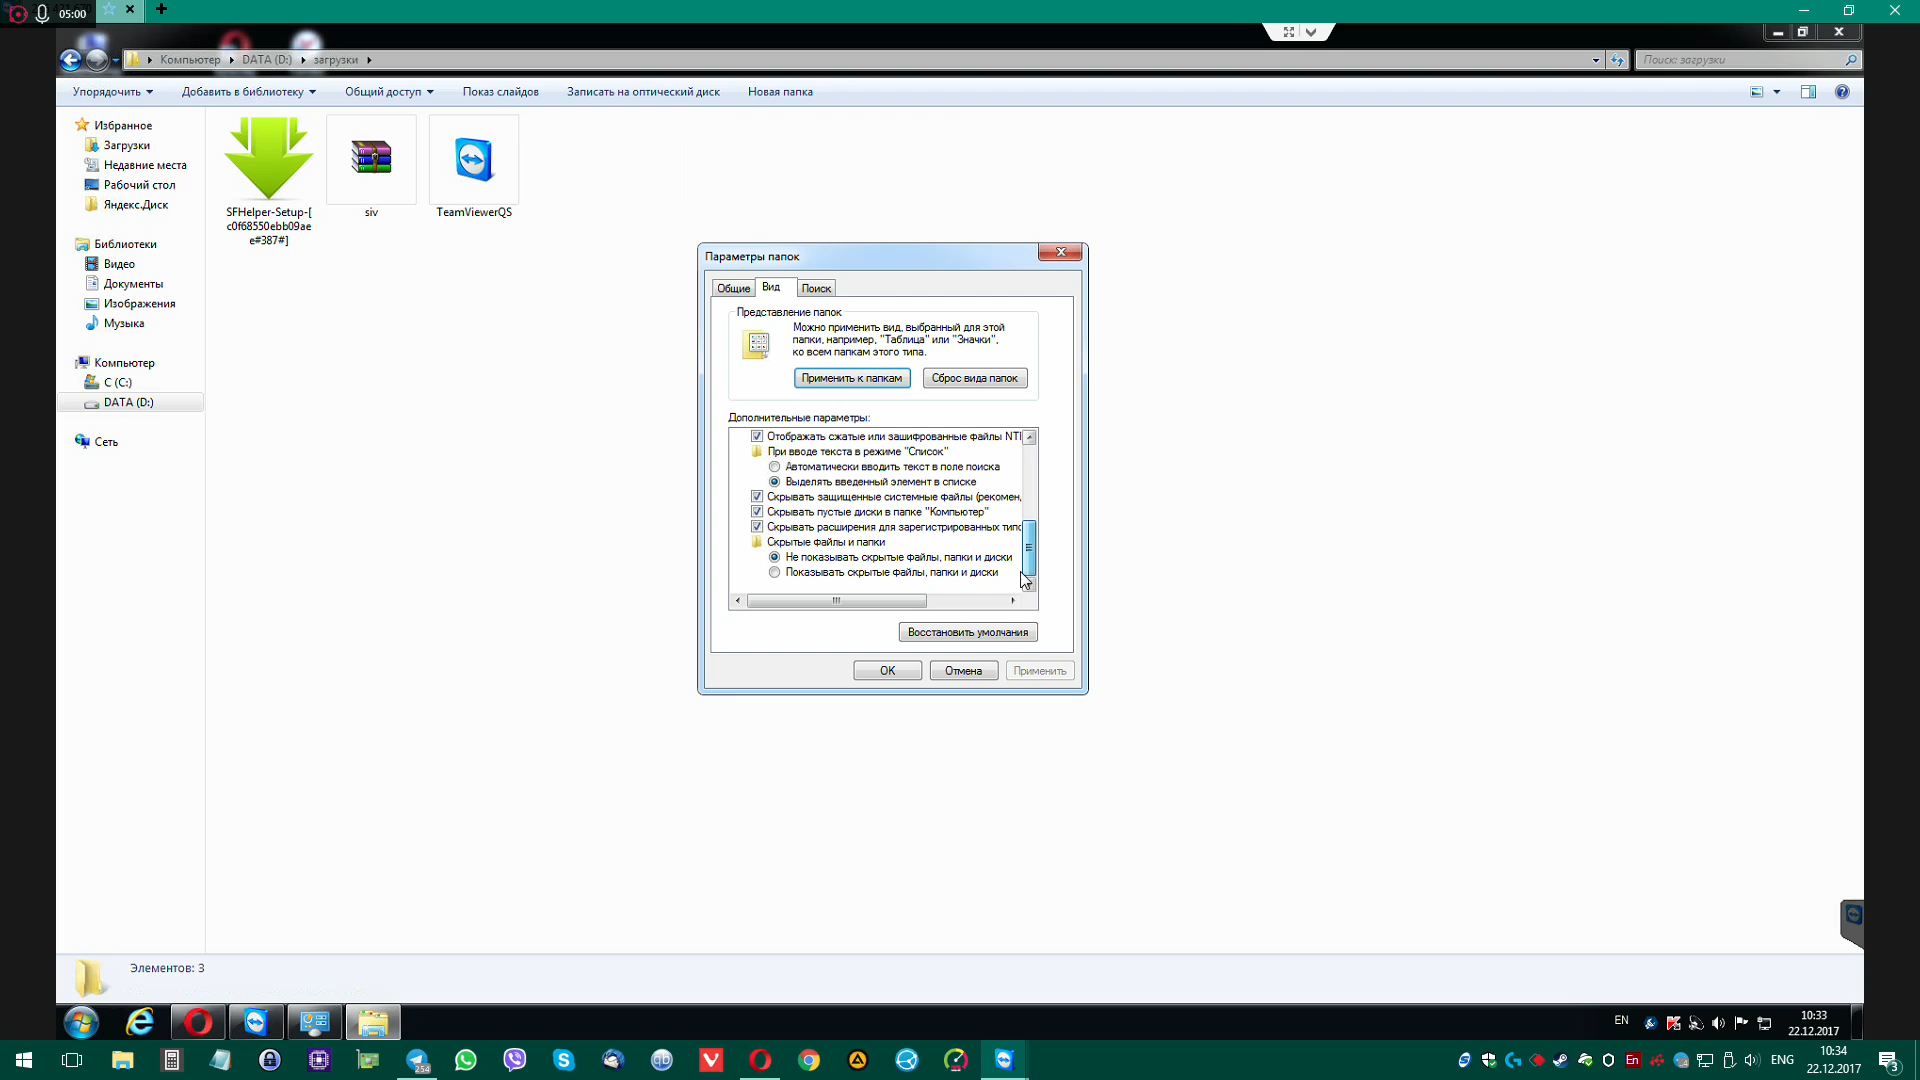 05:00
Компьютер
DATA (D:)
загрузки
Поиск: загрузки
Упорядочить
Добавить в библиотеку
Общий доступ
Показ слайдов
Записать на оптический диск
Новая папка
Избранное
Загрузки
Недавние места
Рабочий стол
Яндекс.Диск
Библиотеки
Видео
Документы
Изображения
Музыка
Компьютер
C (C:)
DATA (D:)
Сеть
SFHelper-Setup-[
c0f68550ebb09ae
e#387#]
siv
TeamViewerQS
Параметры папок
Общие
Вид
Поиск
Представление папок
Можно применить вид, выбранный для этой
папки, например, "Таблица" или "Значки",
ко всем папкам этого типа.
Применить к папкам
Сброс вида папок
Дополнительные параметры:
Отображать сжатые или зашифрованные файлы
При вводе текста в режиме "Список"
Автоматически вводить текст в поле поиска
Выделять введенный элемент в списке
Скрывать защищенные системные файлы (рекомен
Скрывать пустые диски в папке "Компьютер"
Скрывать расширения для зарегистрированных типо
Скрытые файлы и папки
Не показывать скрытые файлы, папки и диски
Показывать скрытые файлы, папки и диски
Восстановить умолчания
OK
Отмена
Применить
Элементов: 3
EN
10:33
22.12.2017
254
qb
En
ENG
10:34
22.12.2017
3